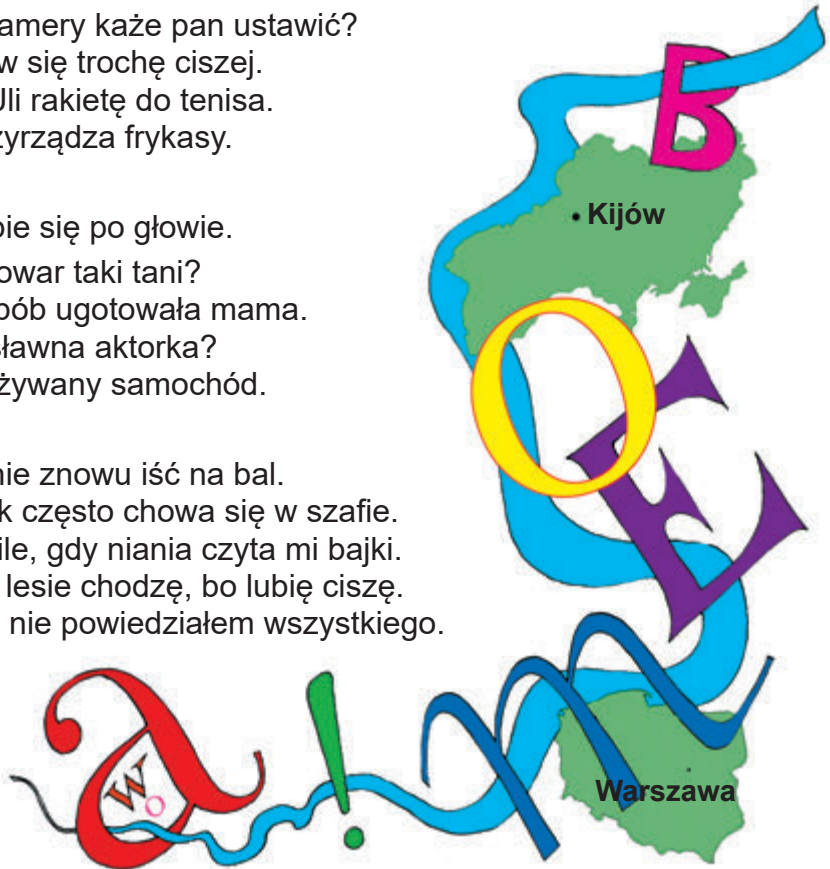 amery każe pan ustawić?
w się trochę ciszej.
Uli rakietę do tenisa.
zyrządza frykasy.
pie się po głowie.
owar taki tani?
pób ugotowała mama.
sławna aktorka?
żywany samochód.
nie znowu iść na bal.
k często chowa się w szafie.
ile, gdy niania czyta mi bajki.
lesie chodzę, bo lubię ciszę.
nie powiedziałem wszystkiego.
B
Kijów
O
E
m
Warszawa
a
!
W
O